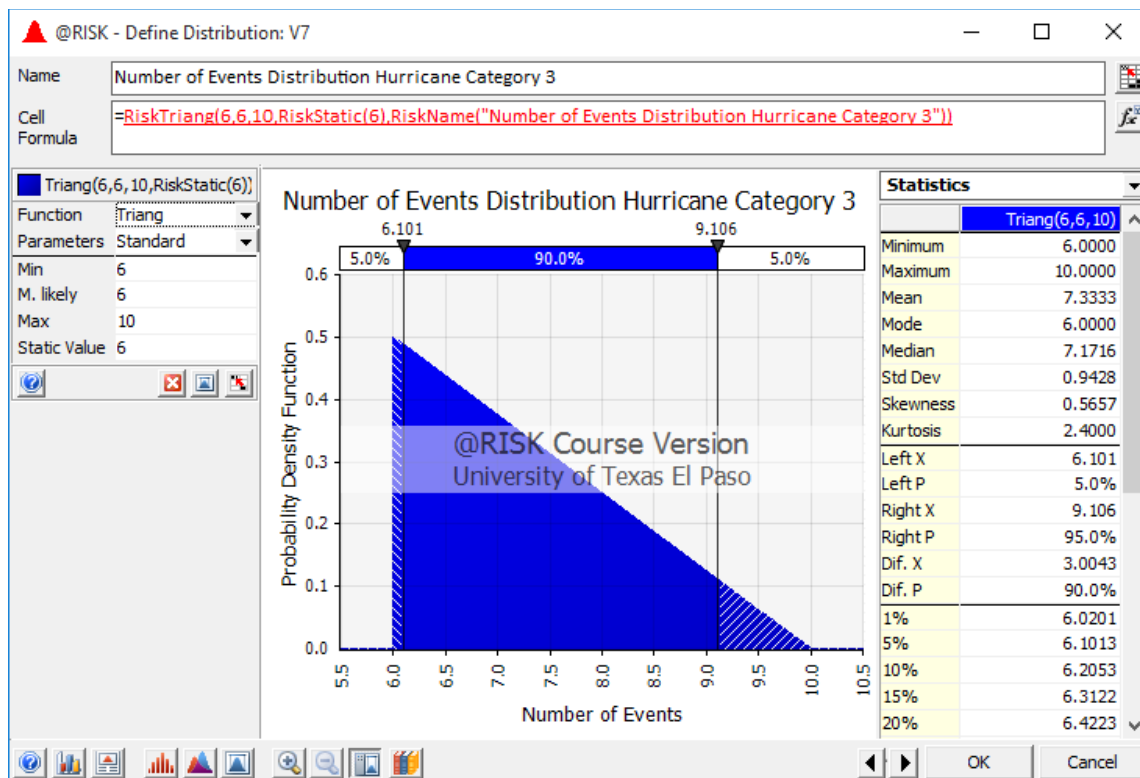 @RISK - Define Distribution: V7
Name
Number of Events Distribution Hurricane Category 3
Cell
Formula
=RiskTriang(6,6,10,RiskStatic(6),RiskName("Number of Events Distribution Hurricane Category 3"))
Triang(6,6,10,RiskStatic(6))
Function Triang
Parameters Standard
Min 6
M. likely 6
Max 10
Static Value 6
Number of Events Distribution Hurricane Category 3
6.101 9.106
5.0% 90.0% 5.0%
Probability Density Function
0.6
0.5
0.4
0.3
0.2
0.1
0.0
@RISK Course Version
University of Texas El Paso
5.5 6.0 6.5 7.0 7.5 8.0 8.5 9.0 9.5 10.0 10.5
Number of Events
Statistics
Triang(6,6,10)
Minimum 6.0000
Maximum 10.0000
Mean 7.3333
Mode 6.0000
Median 7.1716
Std Dev 0.9428
Skewness 0.5657
Kurtosis 2.4000
Left X 6.101
Left P 5.0%
Right X 9.106
Right P 95.0%
Dif. X 3.0043
Dif. P 90.0%
1% 6.0201
5% 6.1013
10% 6.2053
15% 6.3122
20% 6.4223
OK Cancel